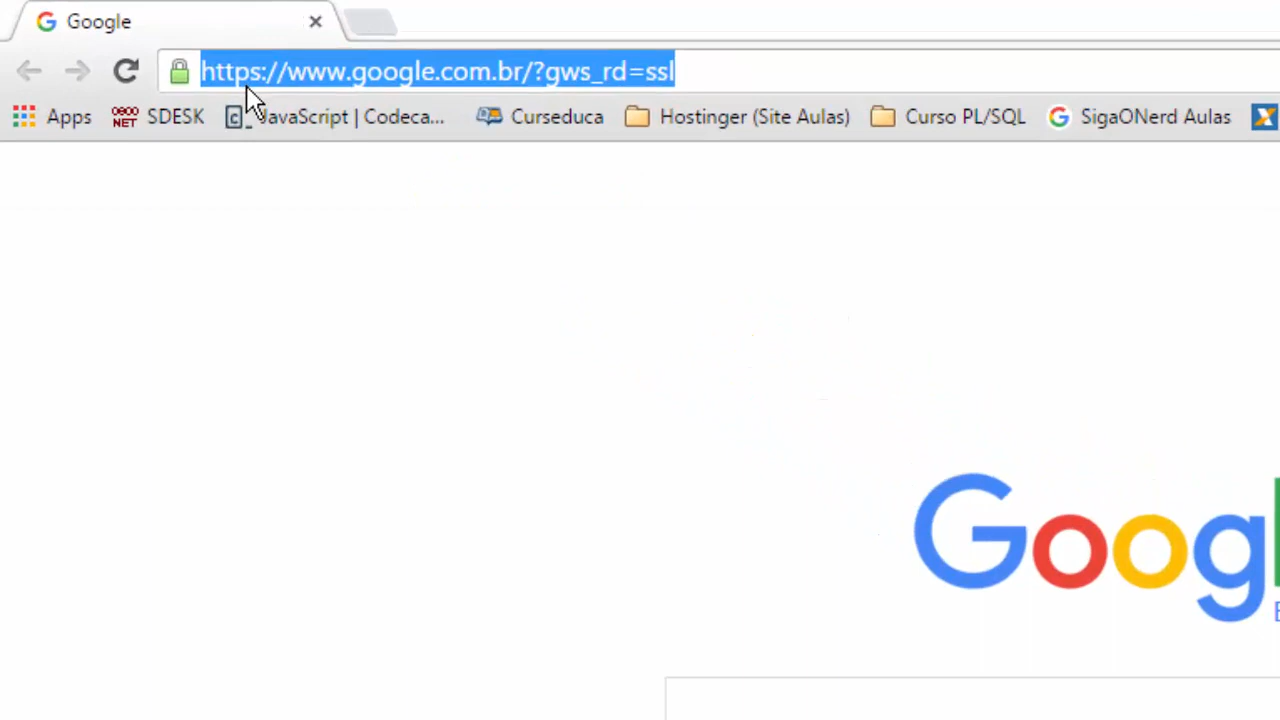 Google
https://www.google.com.br/?gws_rd=ssl
Apps SDESK JavaScript | Codeca... Curseduca Hostinger (Site Aulas) Curso PL/SQL SigaONerd Aulas
Goog